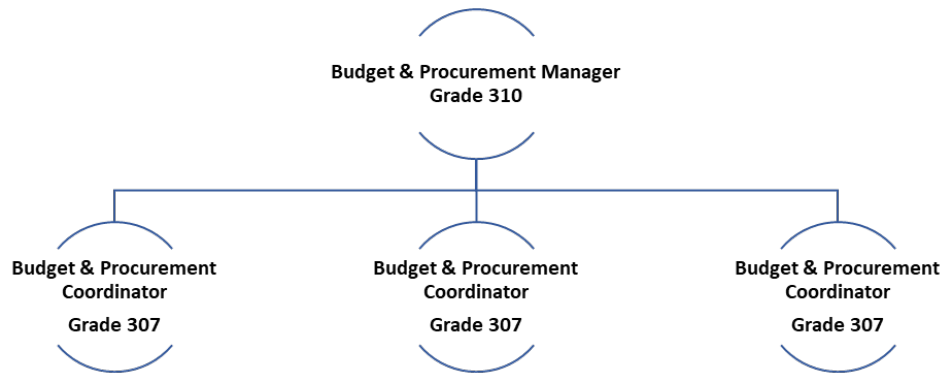 Budget & Procurement Manager
Grade 310
Budget & Procurement
Coordinator
Grade 307
Budget & Procurement
Coordinator
Grade 307
Budget & Procurement
Coordinator
Grade 307